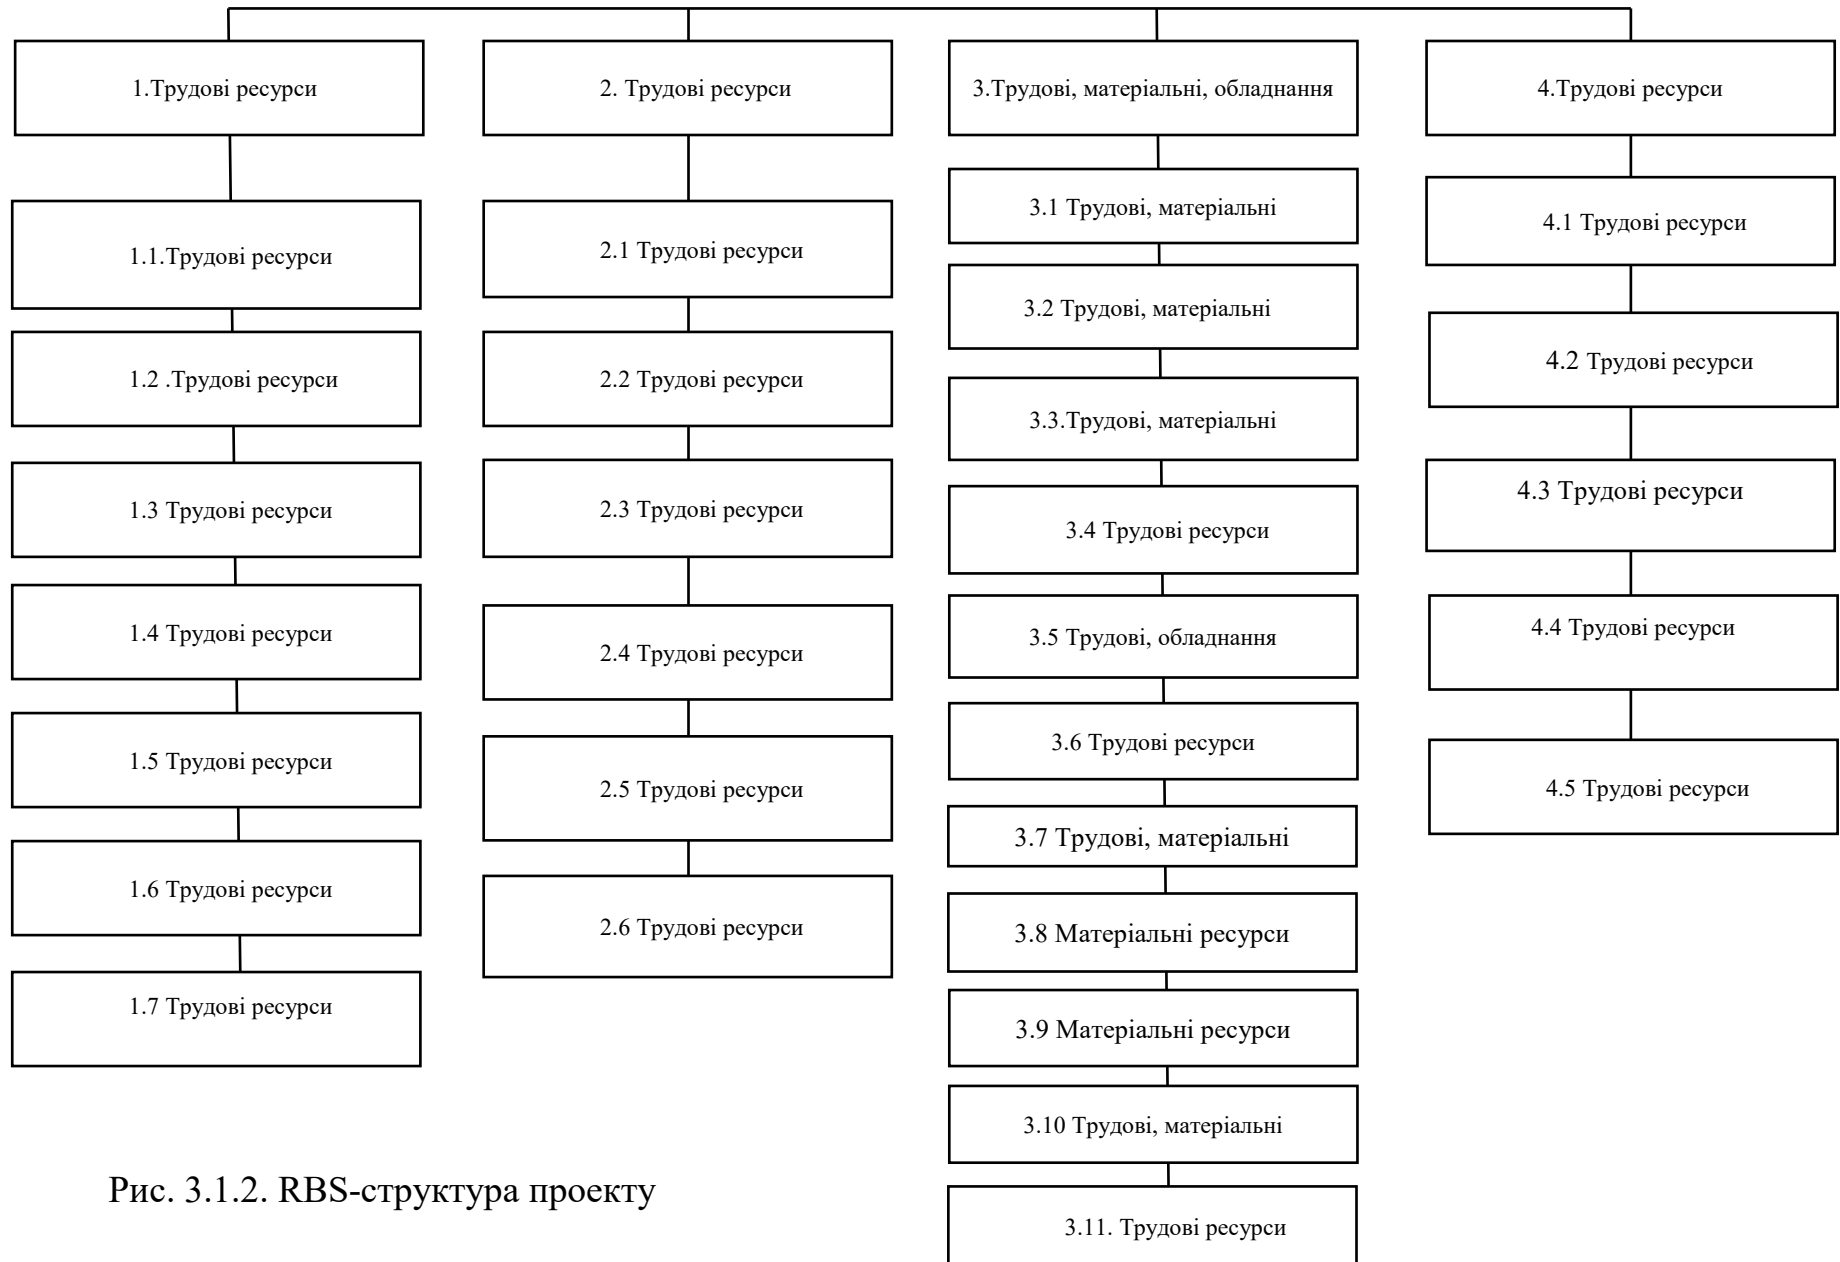 1.Трудові ресурси
1.1.Трудові ресурси
1.2 .Трудові ресурси
1.3 Трудові ресурси
1.4 Трудові ресурси
1.5 Трудові ресурси
1.6 Трудові ресурси
1.7 Трудові ресурси
2. Трудові ресурси
2.1 Трудові ресурси
2.2 Трудові ресурси
2.3 Трудові ресурси
2.4 Трудові ресурси
2.5 Трудові ресурси
2.6 Трудові ресурси
3.Трудові, матеріальні, обладнання
3.1 Трудові, матеріальні
3.2 Трудові, матеріальні
3.3.Трудові, матеріальні
3.4 Трудові ресурси
3.5 Трудові, обладнання
3.6 Трудові ресурси
3.7 Трудові, матеріальні
3.8 Матеріальні ресурси
3.9 Матеріальні ресурси
3.10 Трудові, матеріальні
3.11. Трудові ресурси
4.Трудові ресурси
4.1 Трудові ресурси
4.2 Трудові ресурси
4.3 Трудові ресурси
4.4 Трудові ресурси
4.5 Трудові ресурси
Рис. 3.1.2. RBS-структура проекту